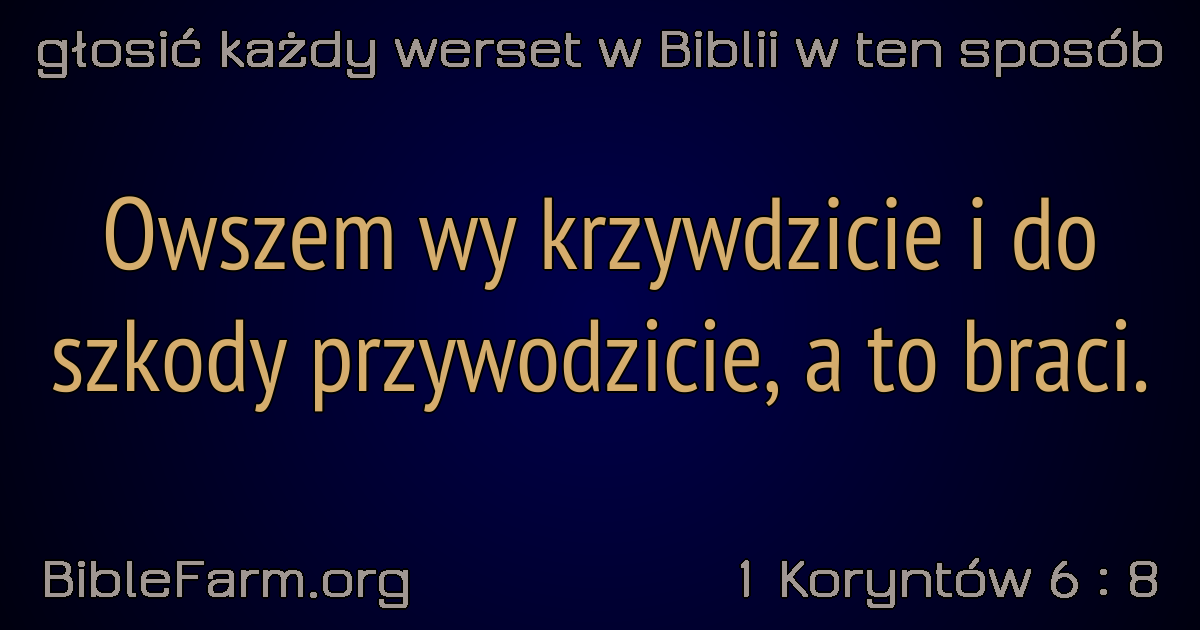 głosić każdy werset w Biblii w ten sposób
Owszem wy krzywdzicie i do
szkody przywodzicie, a to braci.
BibleFarm.org
1 Koryntów 6 : 8